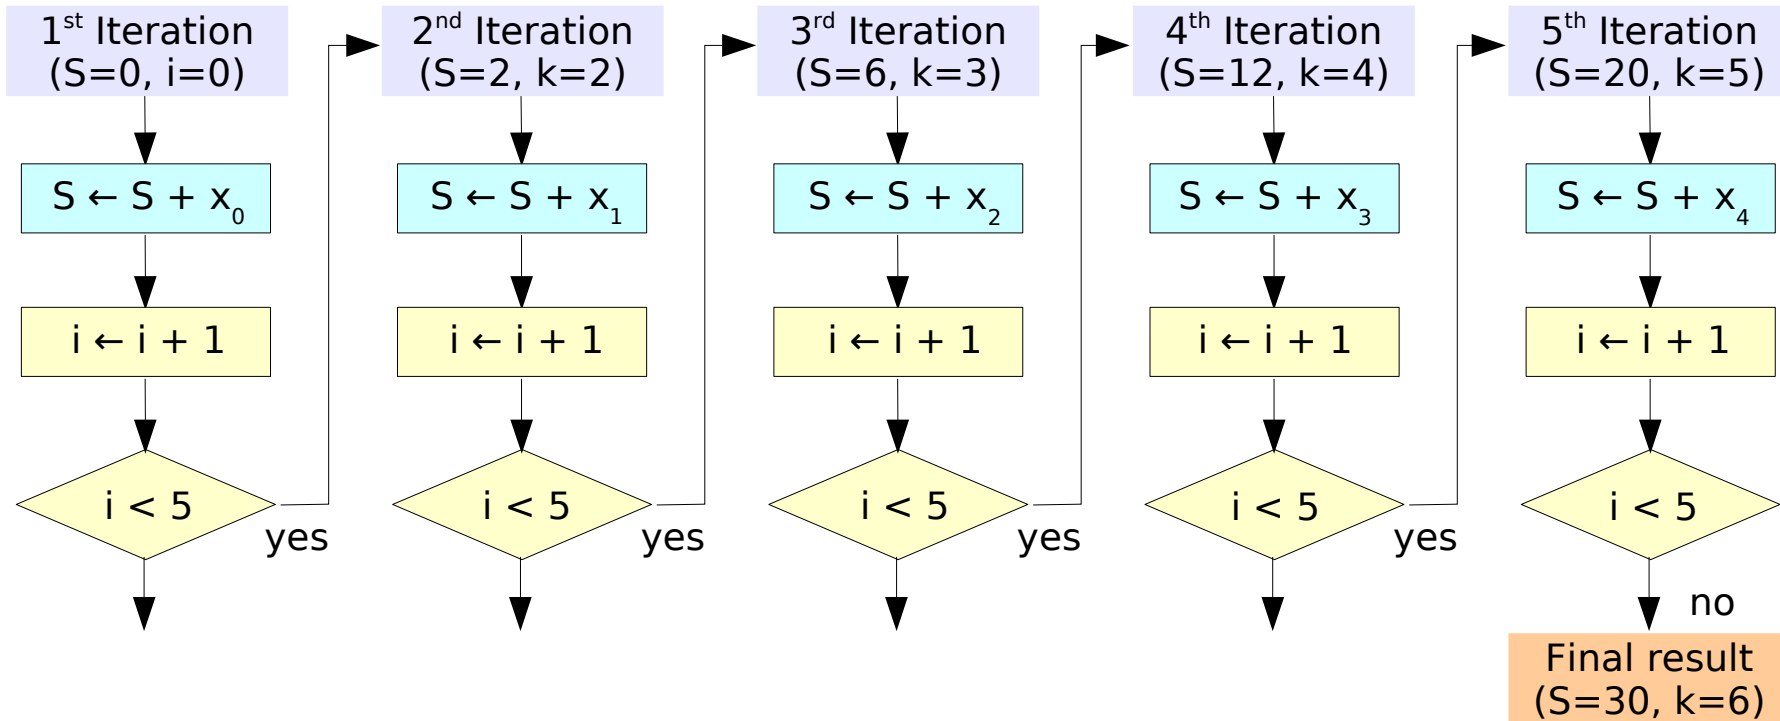 1st Iteration
(S=0, i=0)
S ← S + x0
i ← i + 1
i < 5
yes
2nd Iteration
(S=2, k=2)
S ← S + x1
i ← i + 1
i < 5
yes
3rd Iteration
(S=6, k=3)
S ← S + x2
i ← i + 1
i < 5
yes
4th Iteration
(S=12, k=4)
S ← S + x3
i ← i + 1
i < 5
yes
5th Iteration
(S=20, k=5)
S ← S + x4
i ← i + 1
i < 5
no
Final result
(S=30, k=6)